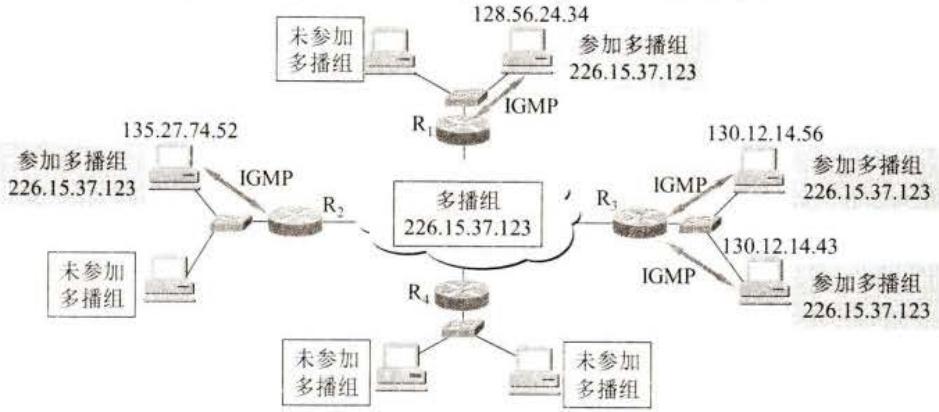 128.56.24.34
未参加
多播组
参加多播组
226.15.37.123
IGMP
R1
135.27.74.52
参加多播组
226.15.37.123
IGMP
R2
未参加
多播组
多播组
226.15.37.123
R3
130.12.14.56
IGMP
参加多播组
226.15.37.123
130.12.14.43
IGMP
参加多播组
226.15.37.123
R4
未参加
多播组
未参加
多播组